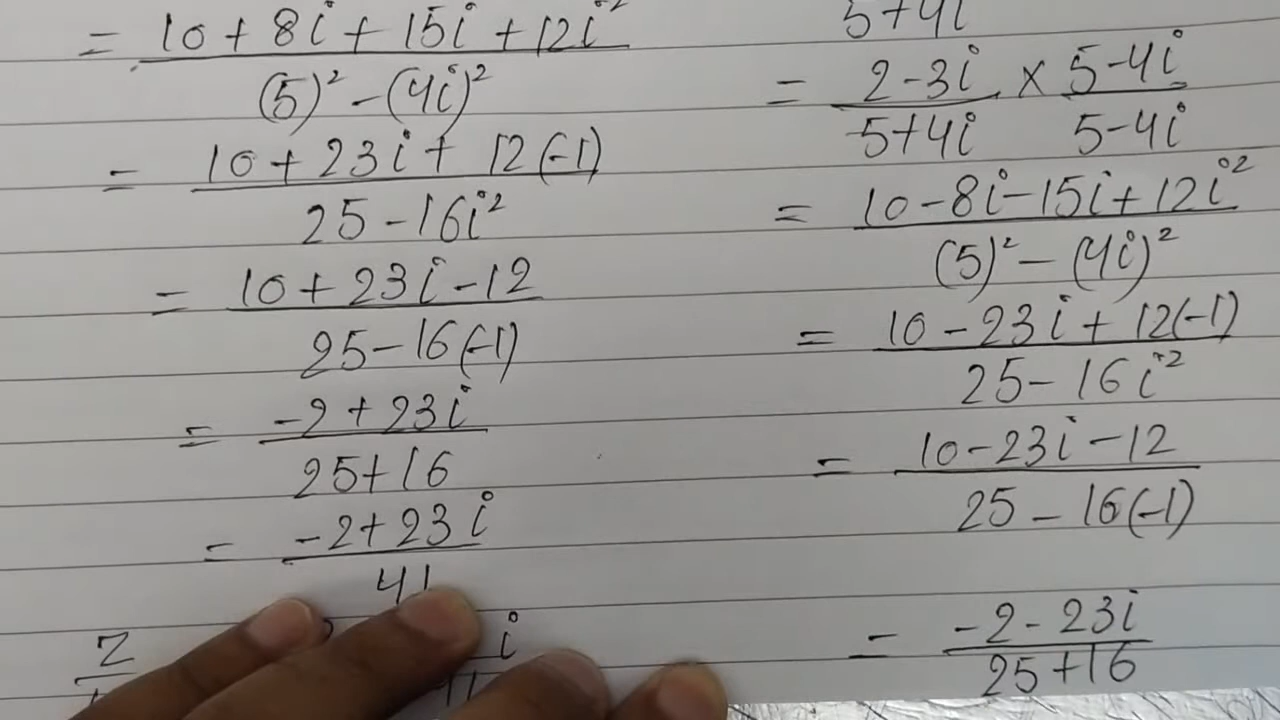 = 10 + 8i + 15i + 12i²
(5)² - (4i)²
= 10 + 23i + 12(-1)
25 - 16i²
= 10 + 23i - 12
25 - 16(-1)
= -2 + 23i
25 + 16
= -2 + 23i
41
z
i
5 + 4i
= 2 - 3i × 5 - 4i
5 + 4i 5 - 4i
= 10 - 8i - 15i + 12i²
(5)² - (4i)²
= 10 - 23i + 12(-1)
25 - 16i²
= 10 - 23i - 12
25 - 16(-1)
= -2 - 23i
25 + 16